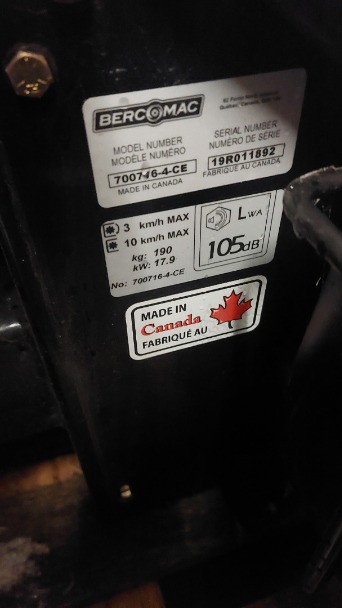 BERCOMAC
MODEL NUMBER
MODÈLE NUMÉRO
700716-4-CE
MADE IN CANADA
Québec, Canada
SERIAL NUMBER
NUMÉRO DE SÉRIE
19R011892
FABRIQUÉ AU CANADA
3 km/h MAX
10 km/h MAX
kg: 190
kW: 17.9
No: 700716-4-CE
LWA
105dB
MADE IN
Canada
FABRIQUÉ AU